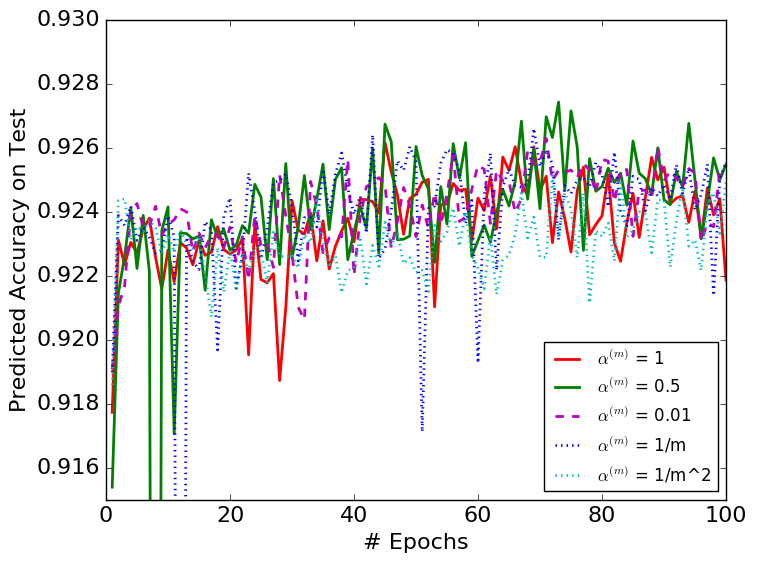 0.930
0.928
0.926
0.924
0.922
0.920
0.918
0.916
Predicted Accuracy on Test
0 20 40 60 80 100
# Epochs
α^(m) = 1
α^(m) = 0.5
α^(m) = 0.01
α^(m) = 1/m
α^(m) = 1/m^2